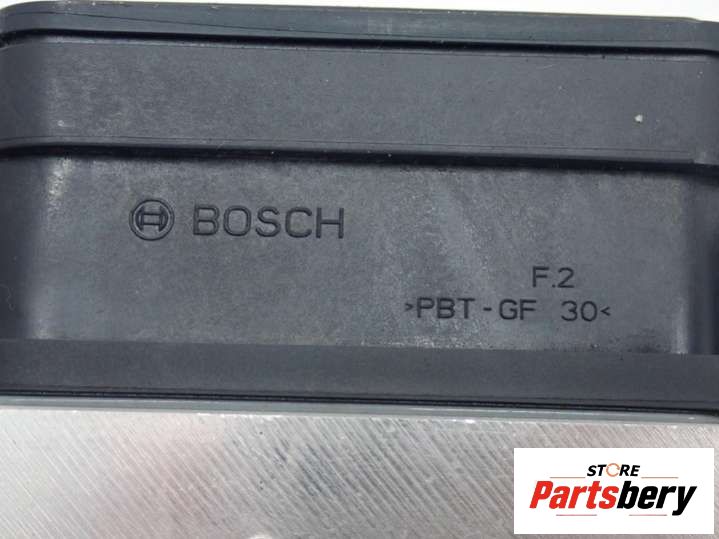 BOSCH
F.2
>PBT-GF 30<
STORE
Partsbery